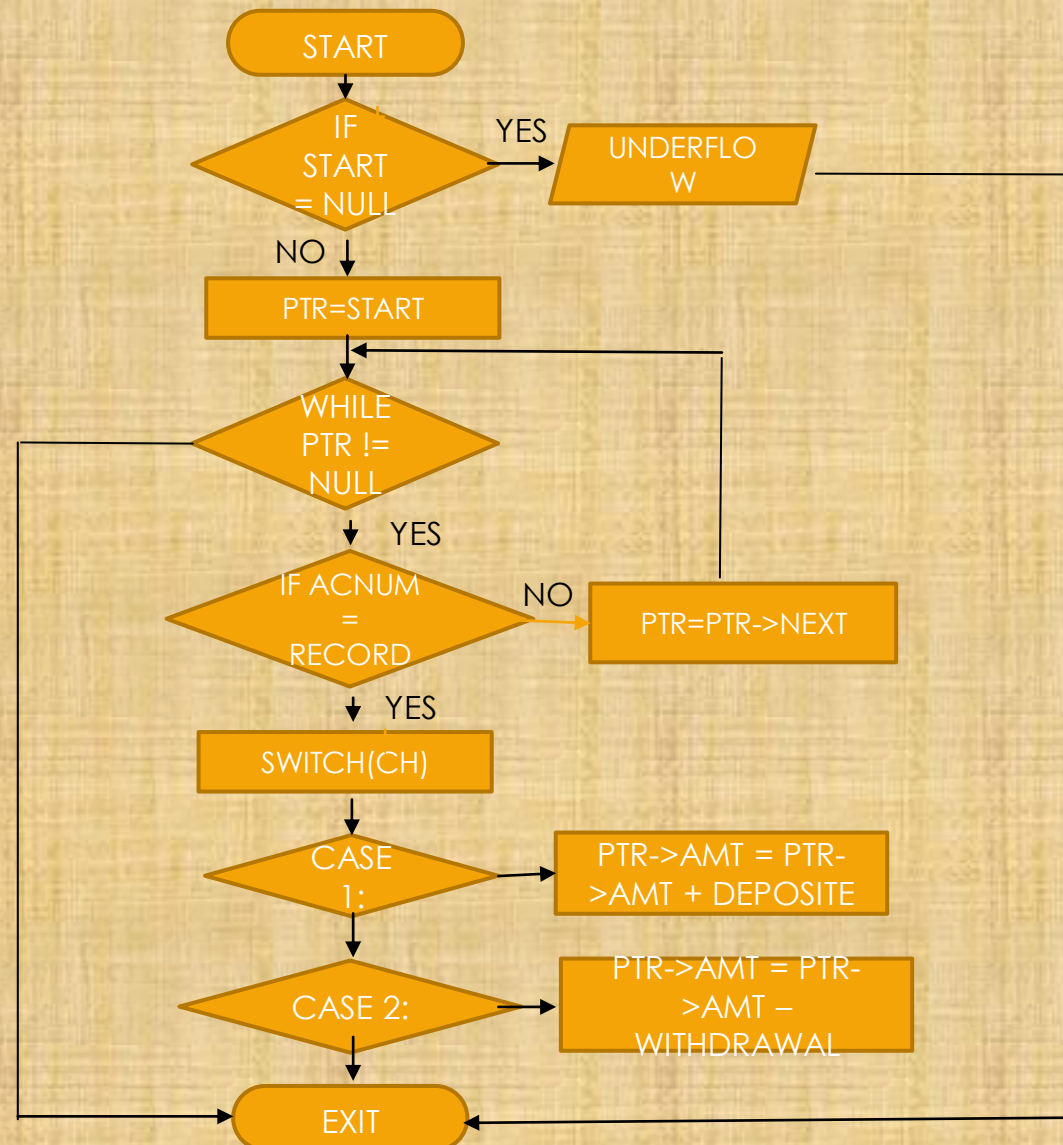 START
IF
START
= NULL
YES
UNDERFLO
W
NO
PTR=START
WHILE
PTR !=
NULL
YES
IF ACNUM
=
RECORD
NO
PTR=PTR->NEXT
YES
SWITCH(CH)
CASE
1:
PTR->AMT = PTR-
>AMT + DEPOSITE
CASE 2:
PTR->AMT = PTR-
>AMT –
WITHDRAWAL
EXIT